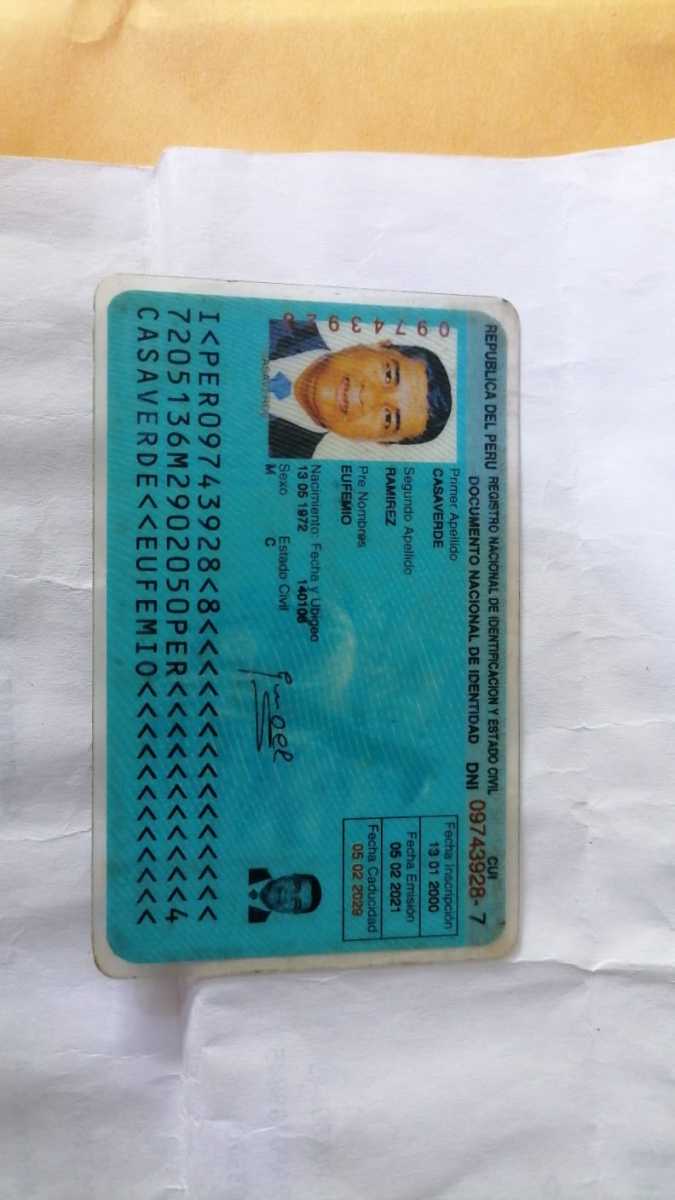 REPUBLICA DEL PERU REGISTRO NACIONAL DE IDENTIFICACION Y ESTADO CIVIL
CUI
DOCUMENTO NACIONAL DE IDENTIDAD DNI 09743928-7
Primer Apellido
CASAVERDE
Segundo Apellido
RAMIREZ
Pre Nombres
EUFEMIO
Nacimiento: Fecha y Ubigeo
13 05 1972 140106
Sexo Estado Civil
M C
Fecha Inscripción
13 01 2000
Fecha Emisión
05 02 2021
Fecha Caducidad
05 02 2029
I<PER09743928<8<<<<<<<<<<<<<<<
7205136M2902050PER<<<<<<<<<<<4
CASAVERDE<<EUFEMIO<<<<<<<<<<<<